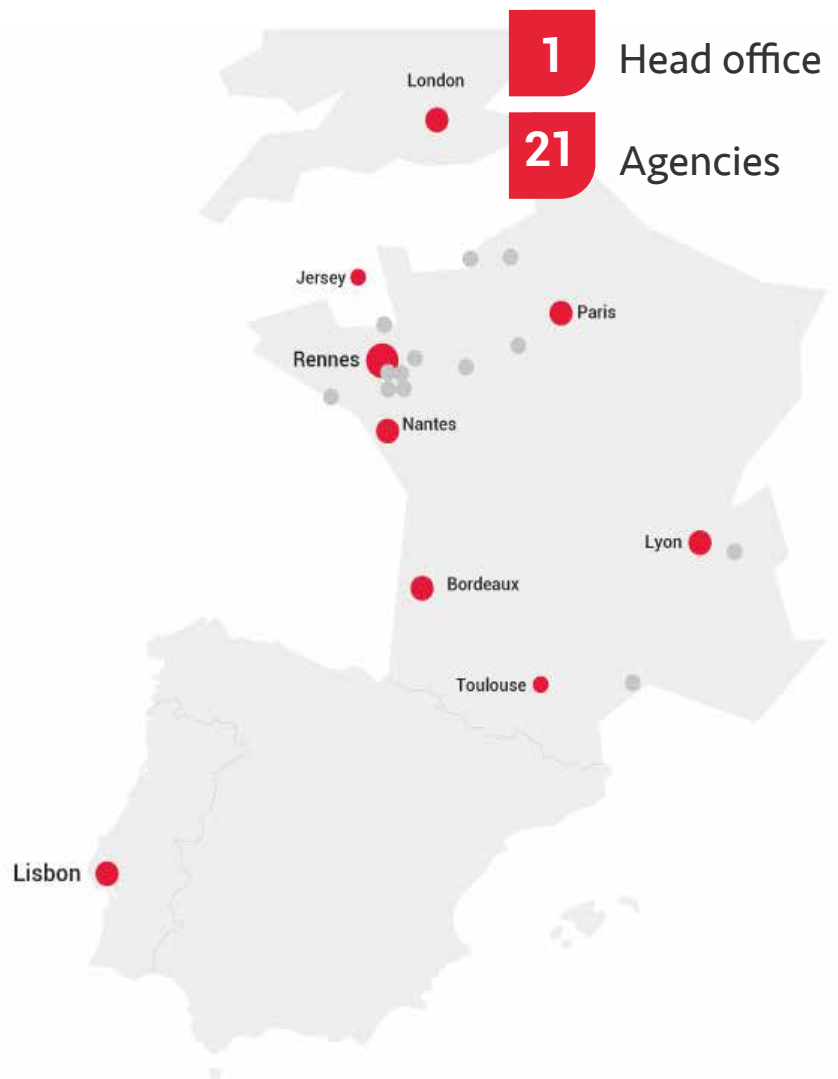 1 Head office
London
21 Agencies
Jersey
Paris
Rennes
Nantes
Lyon
Bordeaux
Toulouse
Lisbon